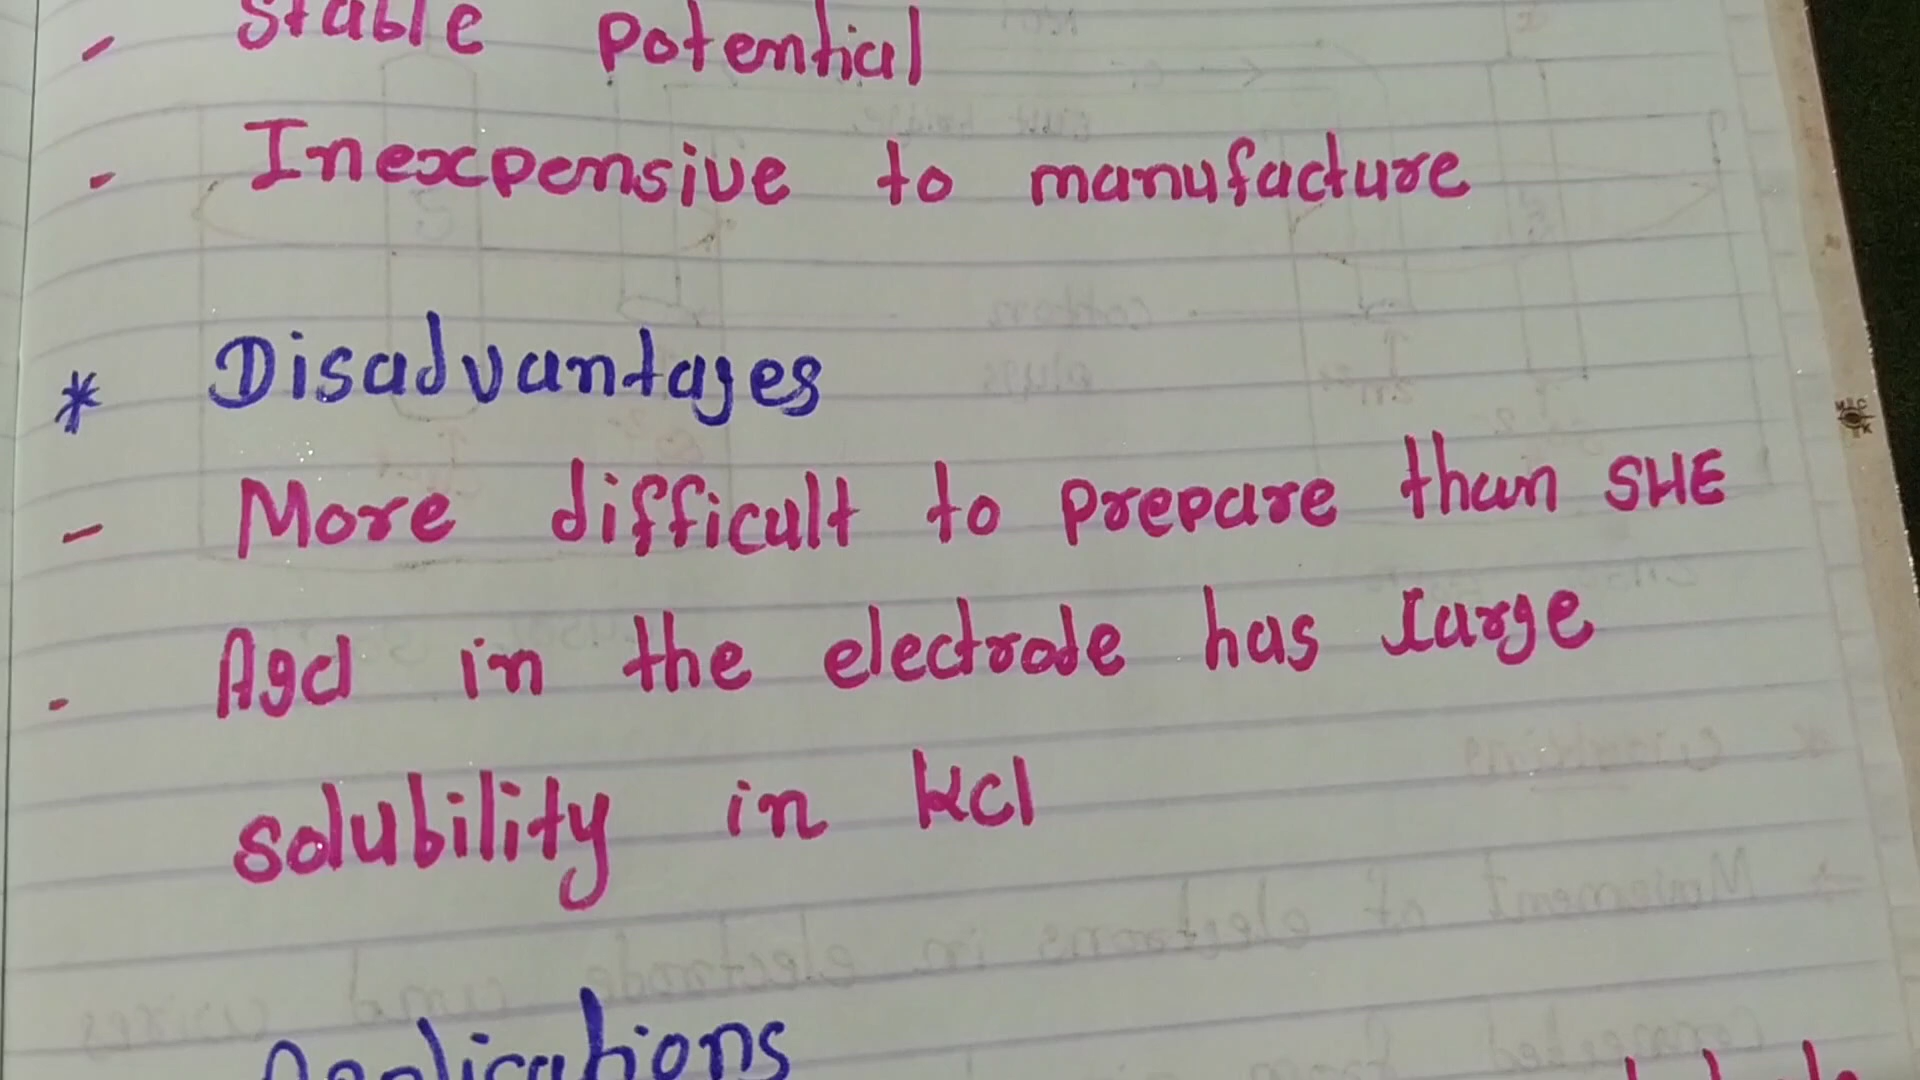 - Stable potential
- Inexpensive to manufacture
* Disadvantages
- More difficult to prepare than SHE
- Agcl in the electrode has large
solubility in kcl
Applications